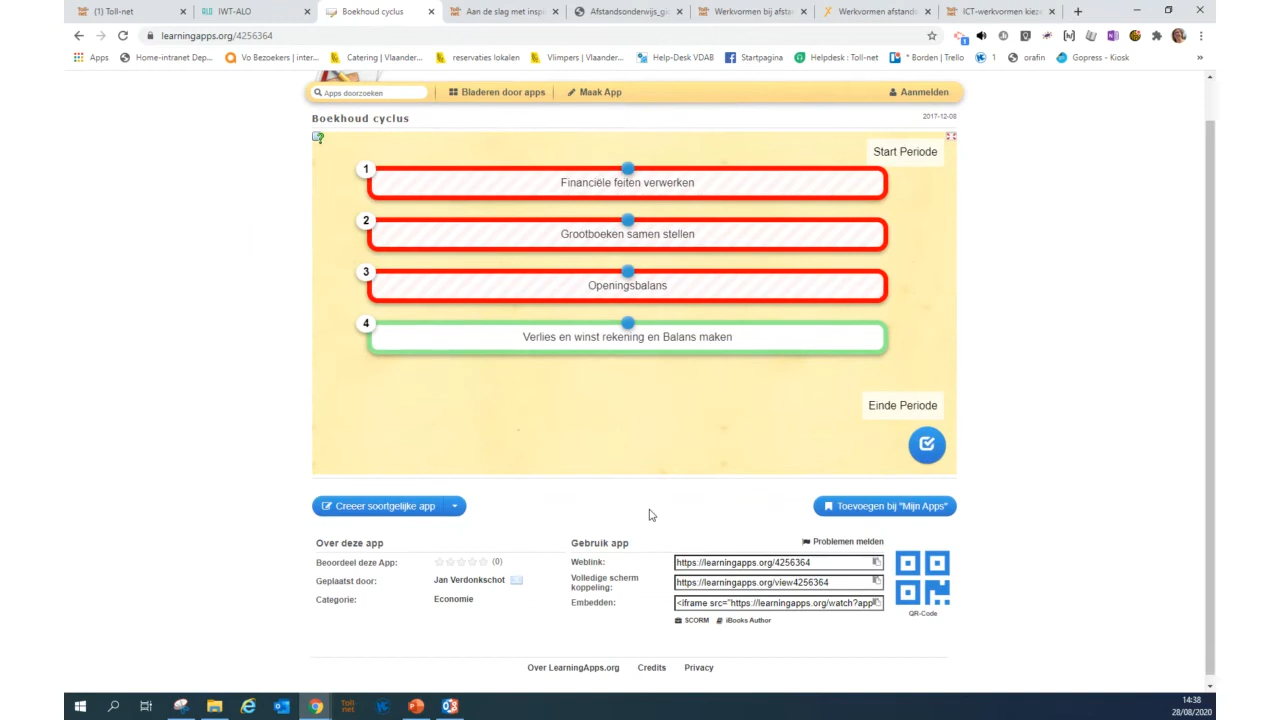 (1) Toll-net
IWT-ALO
Boekhoud cyclus
Aan de slag met inspi
Afstandsonderwijs_gi
Werkvormen bij afsta
Werkvormen afstands
ICT-werkvormen kieze
learningapps.org/4256364
Apps
Home-intranet Dep...
Vo Bezoekers | inter...
Catering | Vlaander...
reservaties lokalen
Vlimpers | Vlaander...
Help-Desk VDAB
Startpagina
Helpdesk : Toll-net
* Borden | Trello
1
orafin
Gopress - Kiosk
»
Apps doorzoeken
Bladeren door apps
Maak App
Aanmelden
Boekhoud cyclus
2017-12-08
Start Periode
1
Financiële feiten verwerken
2
Grootboeken samen stellen
3
Openingsbalans
4
Verlies en winst rekening en Balans maken
Einde Periode
Creëer soortgelijke app
Toevoegen bij "Mijn Apps"
Over deze app
Gebruik app
Problemen melden
Beoordeel deze App:
(0)
Weblink:
https://learningapps.org/4256364
Geplaatst door:
Jan Verdonkschot
Volledige scherm
koppeling:
https://learningapps.org/view4256364
Categorie:
Economie
Embedden:
<iframe src="https://learningapps.org/watch?app
QR-Code
SCORM
iBooks Author
Over LearningApps.org
Credits
Privacy
Toll-
net
14:38
28/08/2020